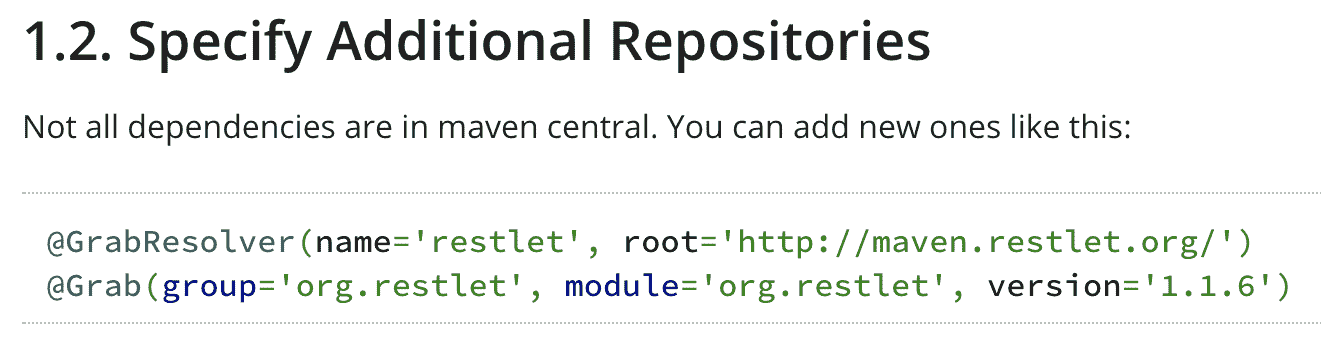 1.2. Specify Additional Repositories
Not all dependencies are in maven central. You can add new ones like this:
@GrabResolver(name='restlet', root='http://maven.restlet.org/')
@Grab(group='org.restlet', module='org.restlet', version='1.1.6')